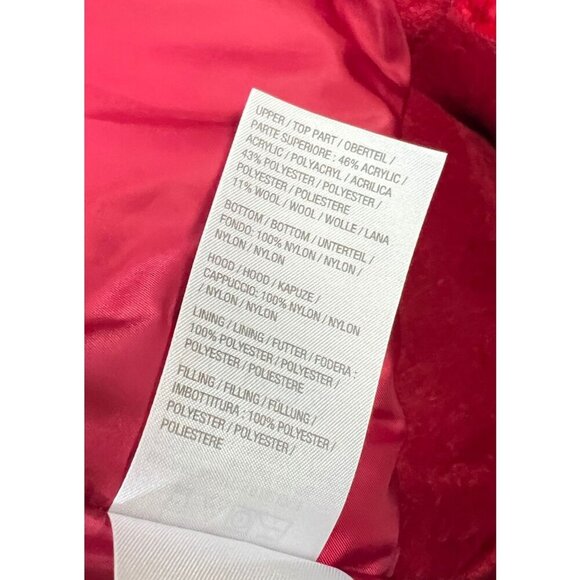 UPPER / TOP PART / OBERTEIL /
PARTE SUPERIORE : 46% ACRYLIC /
ACRYLIC / POLYACRYL / ACRILICA
43% POLYESTER / POLYESTER /
POLYESTER / POLIESTERE
11% WOOL / WOOL / WOLLE / LANA
BOTTOM / BOTTOM / UNTERTEIL /
FONDO: 100% NYLON / NYLON /
NYLON / NYLON
HOOD / HOOD / KAPUZE /
CAPPUCCIO: 100% NYLON / NYLON
/ NYLON / NYLON
LINING / LINING / FUTTER / FODERA :
100% POLYESTER / POLYESTER /
POLYESTER / POLIESTERE
FILLING / FILLING / FÜLLUNG /
IMBOTTITURA : 100% POLYESTER
/ POLYESTER / POLYESTER /
POLIESTERE